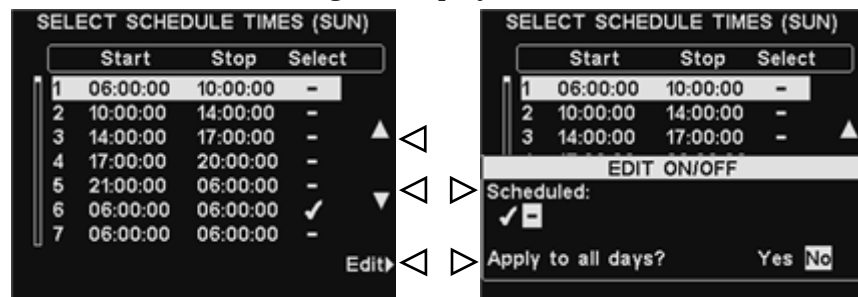 SELECT SCHEDULE TIMES (SUN)
Start Stop Select
1 06:00:00 10:00:00 -
2 10:00:00 14:00:00 -
3 14:00:00 17:00:00 -
4 17:00:00 20:00:00 -
5 21:00:00 06:00:00 -
6 06:00:00 06:00:00 ✓
7 06:00:00 06:00:00 -
Edit
SELECT SCHEDULE TIMES (SUN)
Start Stop Select
1 06:00:00 10:00:00 -
2 10:00:00 14:00:00 -
3 14:00:00 17:00:00 -
EDIT ON/OFF
Scheduled:
✓ -
Apply to all days? Yes No